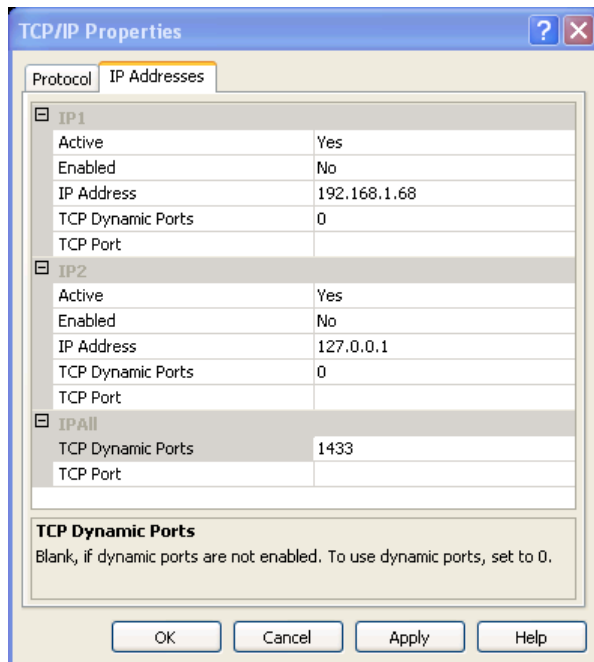 TCP/IP Properties
Protocol IP Addresses
IP1
Active Yes
Enabled No
IP Address 192.168.1.68
TCP Dynamic Ports 0
TCP Port
IP2
Active Yes
Enabled No
IP Address 127.0.0.1
TCP Dynamic Ports 0
TCP Port
IPAll
TCP Dynamic Ports 1433
TCP Port
TCP Dynamic Ports
Blank, if dynamic ports are not enabled. To use dynamic ports, set to 0.
OK Cancel Apply Help